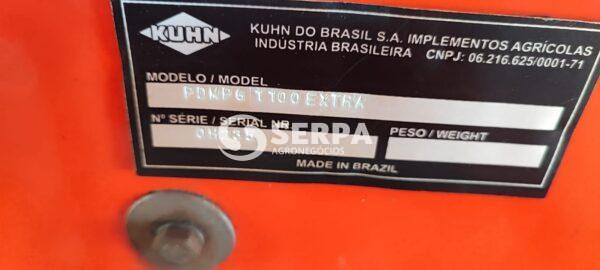 KUHN
KUHN DO BRASIL S.A. IMPLEMENTOS AGRÍCOLAS
INDÚSTRIA BRASILEIRA CNPJ: 06.216.625/0001-71
MODELO / MODEL
PDMPG 1100 EXTRA
Nº SÉRIE / SERIAL NR PESO / WEIGHT
SERPA
AGRONEGÓCIOS
MADE IN BRAZIL